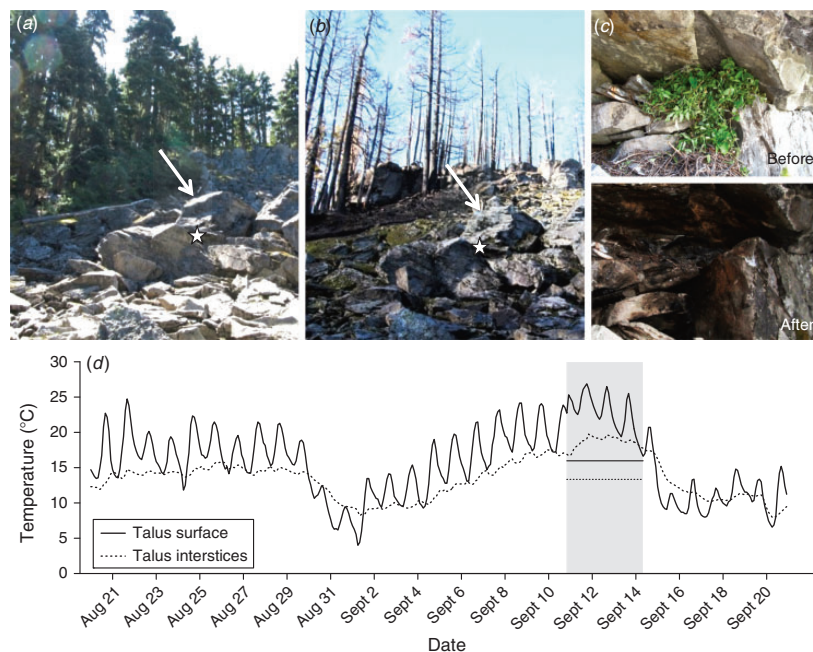 (a)
(b)
(c)
Before
After
(d)
Temperature (°C)
30
25
20
15
10
5
0
Talus surface
Talus interstices
Aug 21
Aug 23
Aug 25
Aug 27
Aug 29
Aug 31
Sept 2
Sept 4
Sept 6
Sept 8
Sept 10
Sept 12
Sept 14
Sept 16
Sept 18
Sept 20
Date